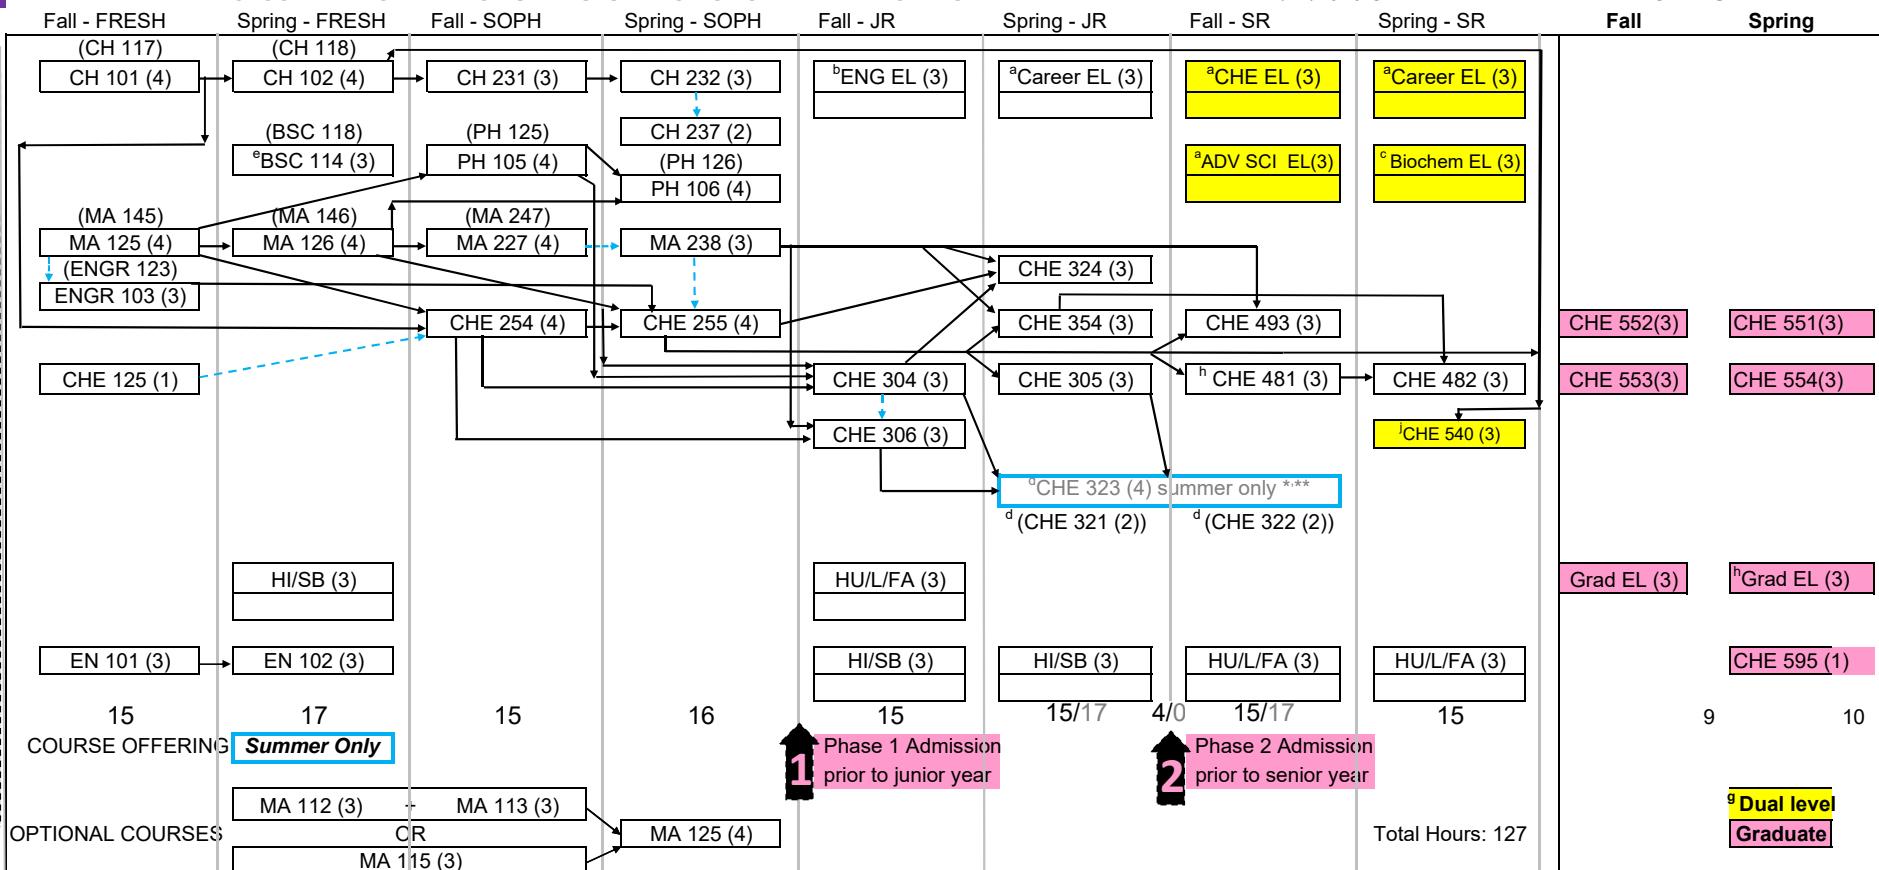 Fall - FRESH Spring - FRESH Fall - SOPH Spring - SOPH Fall - JR Spring - JR Fall - SR Spring - SR Fall Spring
(CH 117) (CH 118)
CH 101 (4) CH 102 (4) CH 231 (3) CH 232 (3) bENG EL (3) aCareer EL (3) aCHE EL (3) aCareer EL (3)
(BSC 118) (PH 125) CH 237 (2)
eBSC 114 (3) PH 105 (4) (PH 126) aADV SCI EL(3) c Biochem EL (3)
PH 106 (4)
(MA 145) (MA 146) (MA 247)
MA 125 (4) MA 126 (4) MA 227 (4) MA 238 (3)
(ENGR 123) CHE 324 (3)
ENGR 103 (3)
CHE 254 (4) CHE 255 (4) CHE 354 (3) CHE 493 (3) CHE 552(3) CHE 551(3)
CHE 125 (1) CHE 304 (3) CHE 305 (3) h CHE 481 (3) CHE 482 (3) CHE 553(3) CHE 554(3)
CHE 306 (3) jCHE 540 (3)
dCHE 323 (4) summer only *,**
d (CHE 321 (2)) d (CHE 322 (2))
HI/SB (3) HU/L/FA (3) Grad EL (3) hGrad EL (3)
EN 101 (3) EN 102 (3) HI/SB (3) HI/SB (3) HU/L/FA (3) HU/L/FA (3) CHE 595 (1)
15 17 15 16 15 15/17 4/0 15/17 15 9 10
COURSE OFFERING Summer Only 1 Phase 1 Admission 2 Phase 2 Admission
prior to junior year prior to senior year
MA 112 (3) + MA 113 (3) g Dual level
OPTIONAL COURSES OR MA 125 (4) Total Hours: 127 Graduate
MA 115 (3)